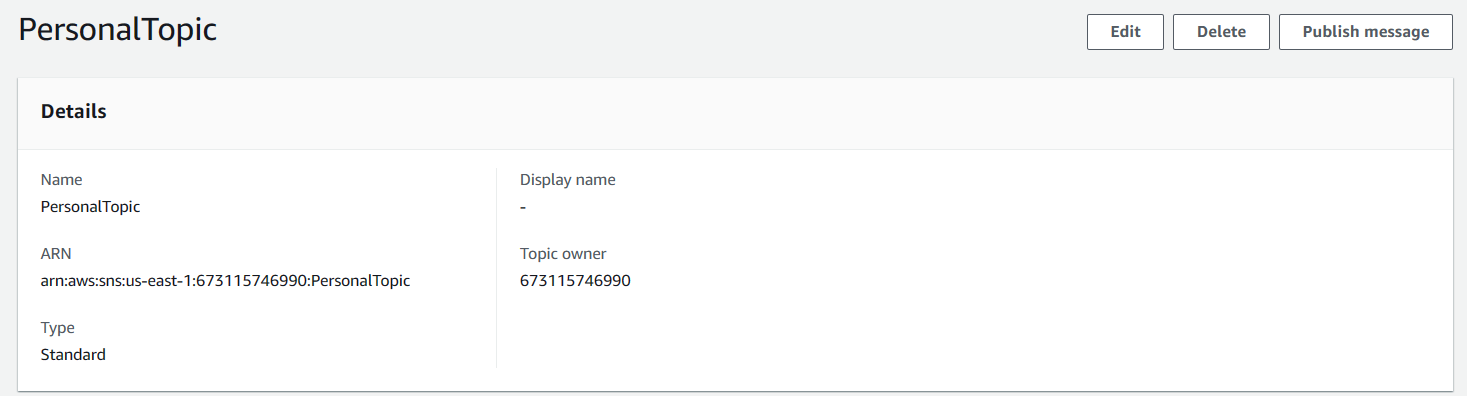 PersonalTopic
Edit
Delete
Publish message
Details
Name
PersonalTopic
ARN
arn:aws:sns:us-east-1:673115746990:PersonalTopic
Type
Standard
Display name
-
Topic owner
673115746990